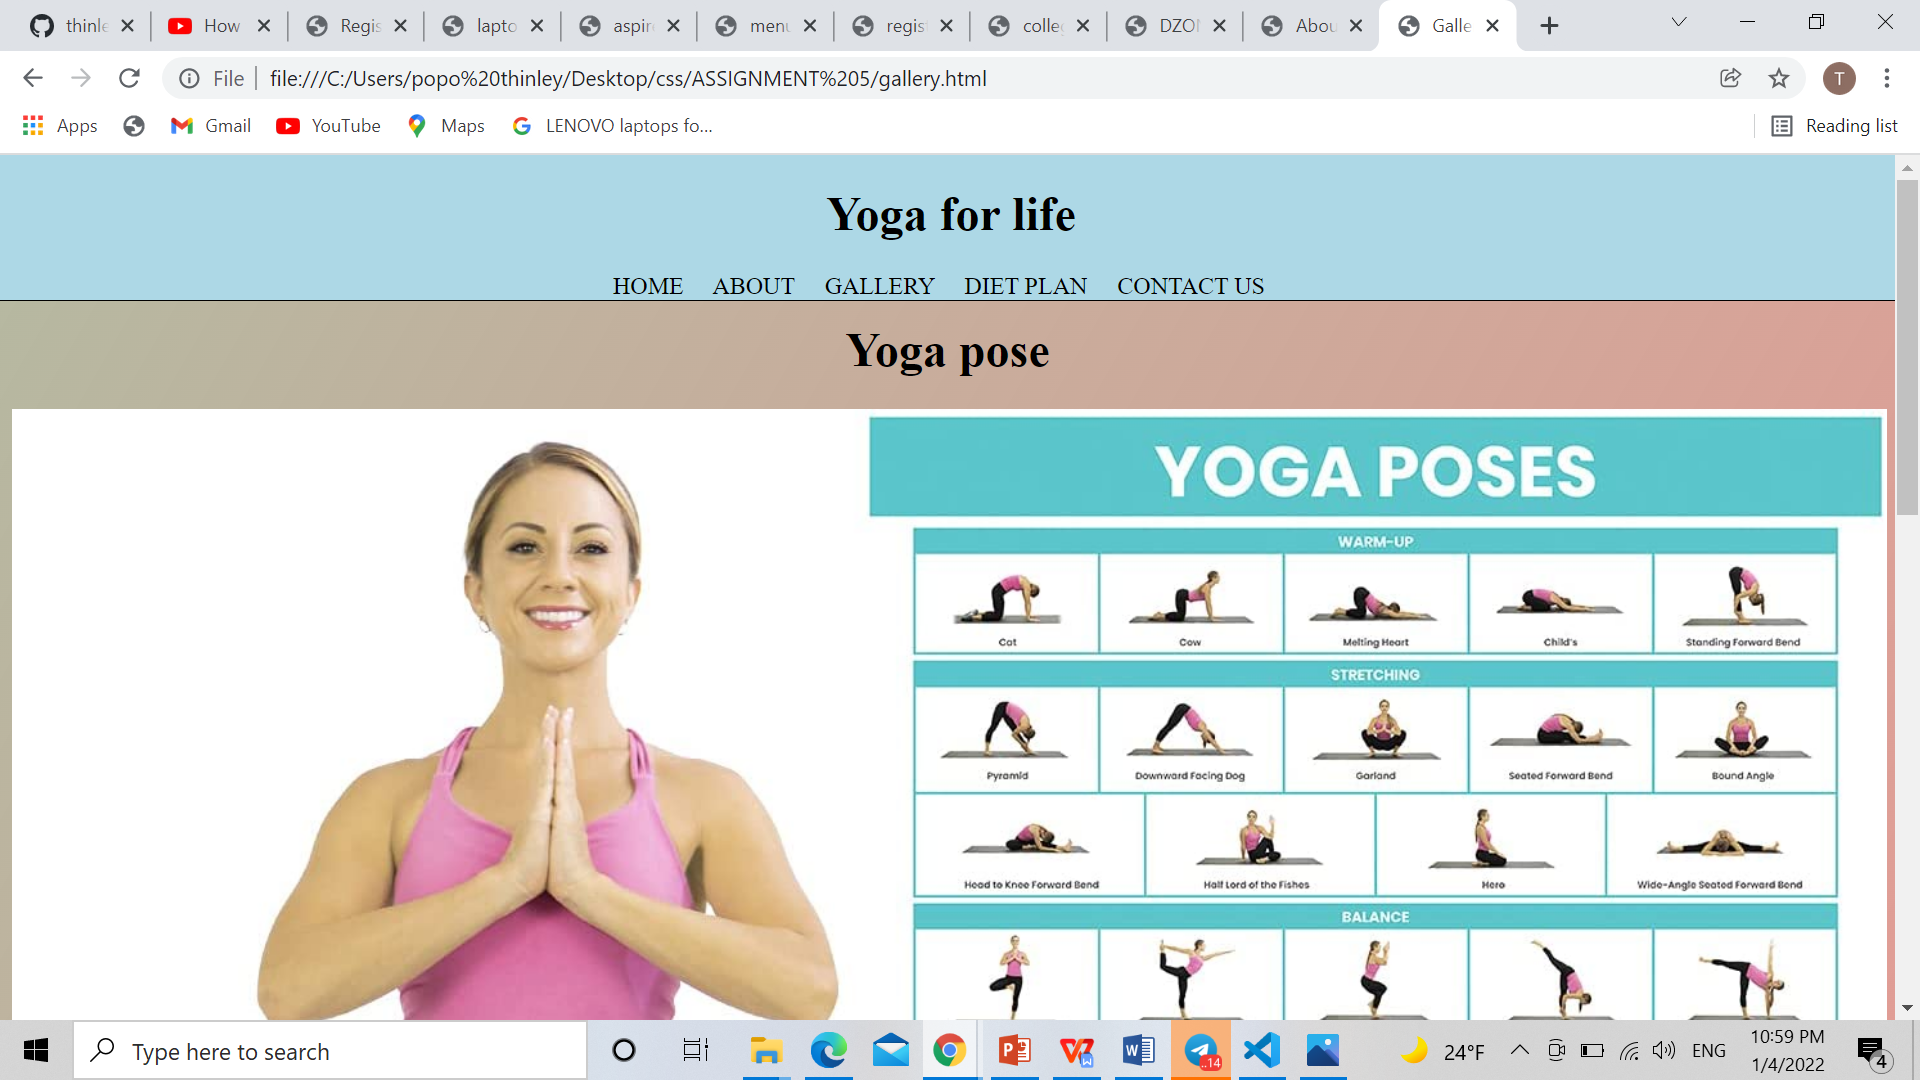 thinle
How
Regis
lapto
aspire
menu
regist
colleg
DZON
Abou
Galle
File
file:///C:/Users/popo%20thinley/Desktop/css/ASSIGNMENT%205/gallery.html
T
Apps
Gmail
YouTube
Maps
LENOVO laptops fo...
Reading list
Yoga for life
HOME ABOUT GALLERY DIET PLAN CONTACT US
Yoga pose
YOGA POSES
WARM-UP
Cat
Cow
Melting Heart
Child's
Standing Forward Bend
STRETCHING
Pyramid
Downward Facing Dog
Garland
Seated Forward Bend
Bound Angle
Head to Knee Forward Bend
Half Lord of the Fishes
Hero
Wide-Angle Seated Forward Bend
BALANCE
Type here to search
..14
24°F
ENG
10:59 PM
1/4/2022
4